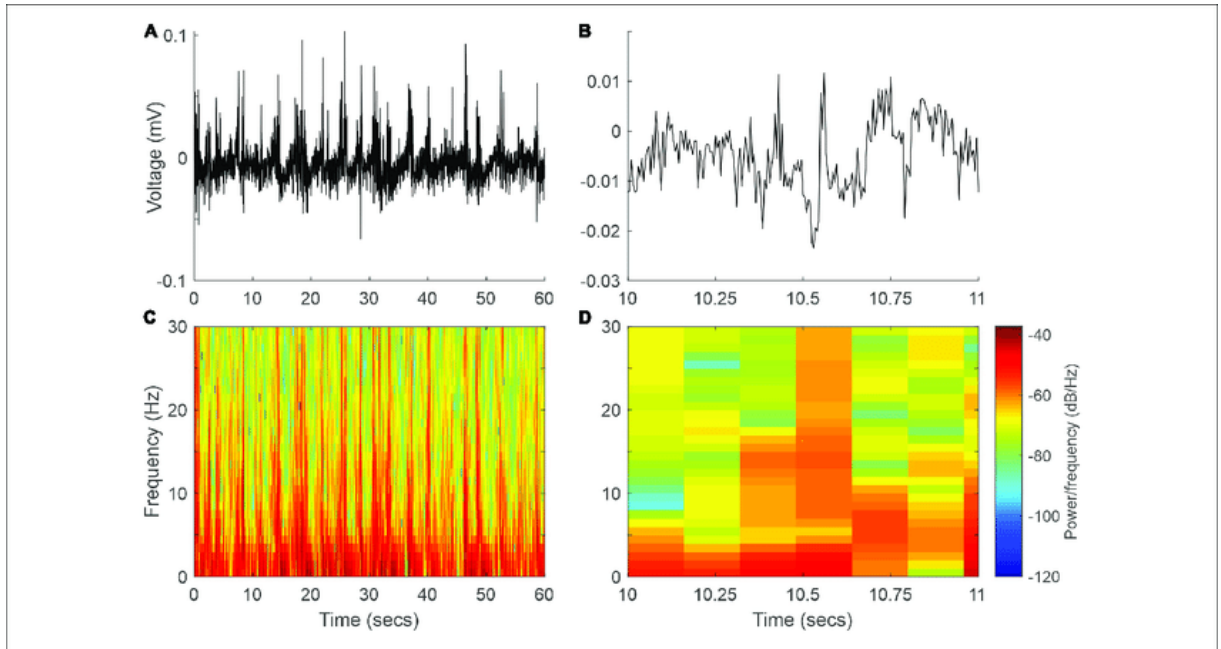 A
B
0.1
0
-0.1
Voltage (mV)
0 10 20 30 40 50 60
0.01
0
-0.01
-0.02
-0.03
10 10.25 10.5 10.75 11
C
D
30
20
10
0
Frequency (Hz)
0 10 20 30 40 50 60
Time (secs)
30
20
10
0
10 10.25 10.5 10.75 11
Time (secs)
-40
-60
-80
-100
-120
Power/frequency (dB/Hz)